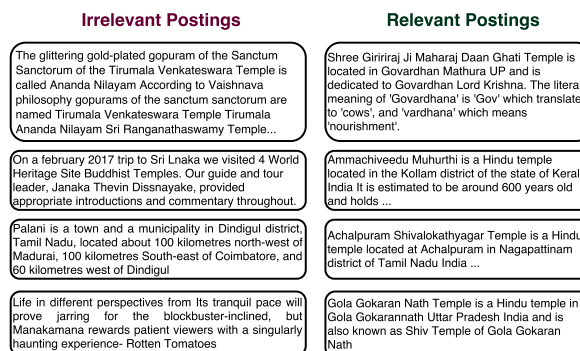 Irrelevant Postings
The glittering gold-plated gopuram of the Sanctum
Sanctorum of the Tirumala Venkateswara Temple is
called Ananda Nilayam According to Vaishnava
philosophy gopurams of the sanctum sanctorum are
named Tirumala Venkateswara Temple Tirumala
Ananda Nilayam Sri Ranganathaswamy Temple...
On a february 2017 trip to Sri Lnaka we visited 4 World
Heritage Site Buddhist Temples. Our guide and tour
leader, Janaka Thevin Dissnayake, provided
appropriate introductions and commentary throughout.
Palani is a town and a municipality in Dindigul district,
Tamil Nadu, located about 100 kilometres north-west of
Madurai, 100 kilometres South-east of Coimbatore, and
60 kilometres west of Dindigul
Life in different perspectives from Its tranquil pace will
prove jarring for the blockbuster-inclined, but
Manakamana rewards patient viewers with a singularly
haunting experience- Rotten Tomatoes
Relevant Postings
Shree Giririraj Ji Maharaj Daan Ghati Temple is
located in Govardhan Mathura UP and is
dedicated to Govardhan Lord Krishna. The litera
meaning of 'Govardhana' is 'Gov' which translate
to 'cows', and 'vardhana' which means
'nourishment'.
Ammachiveedu Muhurthi is a Hindu temple
located in the Kollam district of the state of Keral
India It is estimated to be around 600 years old
and holds ...
Achalpuram Shivalokathyagar Temple is a Hindu
temple located at Achalpuram in Nagapattinam
district of Tamil Nadu India ...
Gola Gokaran Nath Temple is a Hindu temple in
Gola Gokarannath Uttar Pradesh India and is
also known as Shiv Temple of Gola Gokaran
Nath